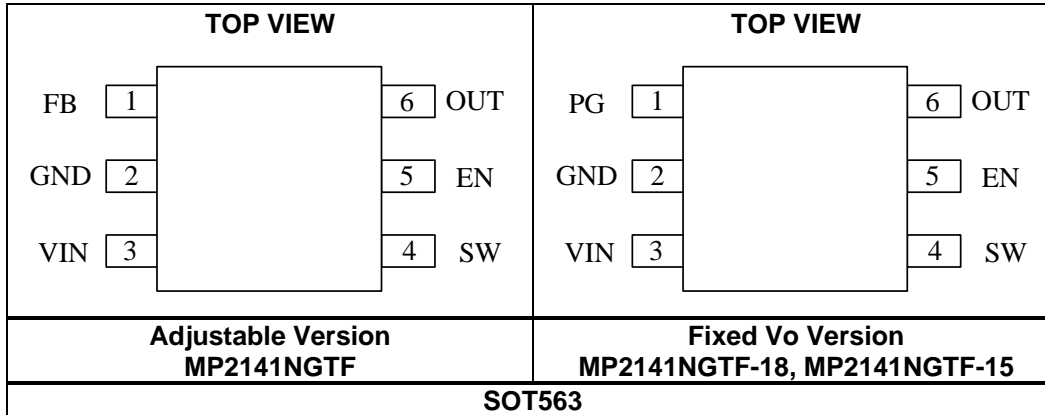 TOP VIEW
FB 1 6 OUT
GND 2 5 EN
VIN 3 4 SW
Adjustable Version
MP2141NGTF
TOP VIEW
PG 1 6 OUT
GND 2 5 EN
VIN 3 4 SW
Fixed Vo Version
MP2141NGTF-18, MP2141NGTF-15
SOT563